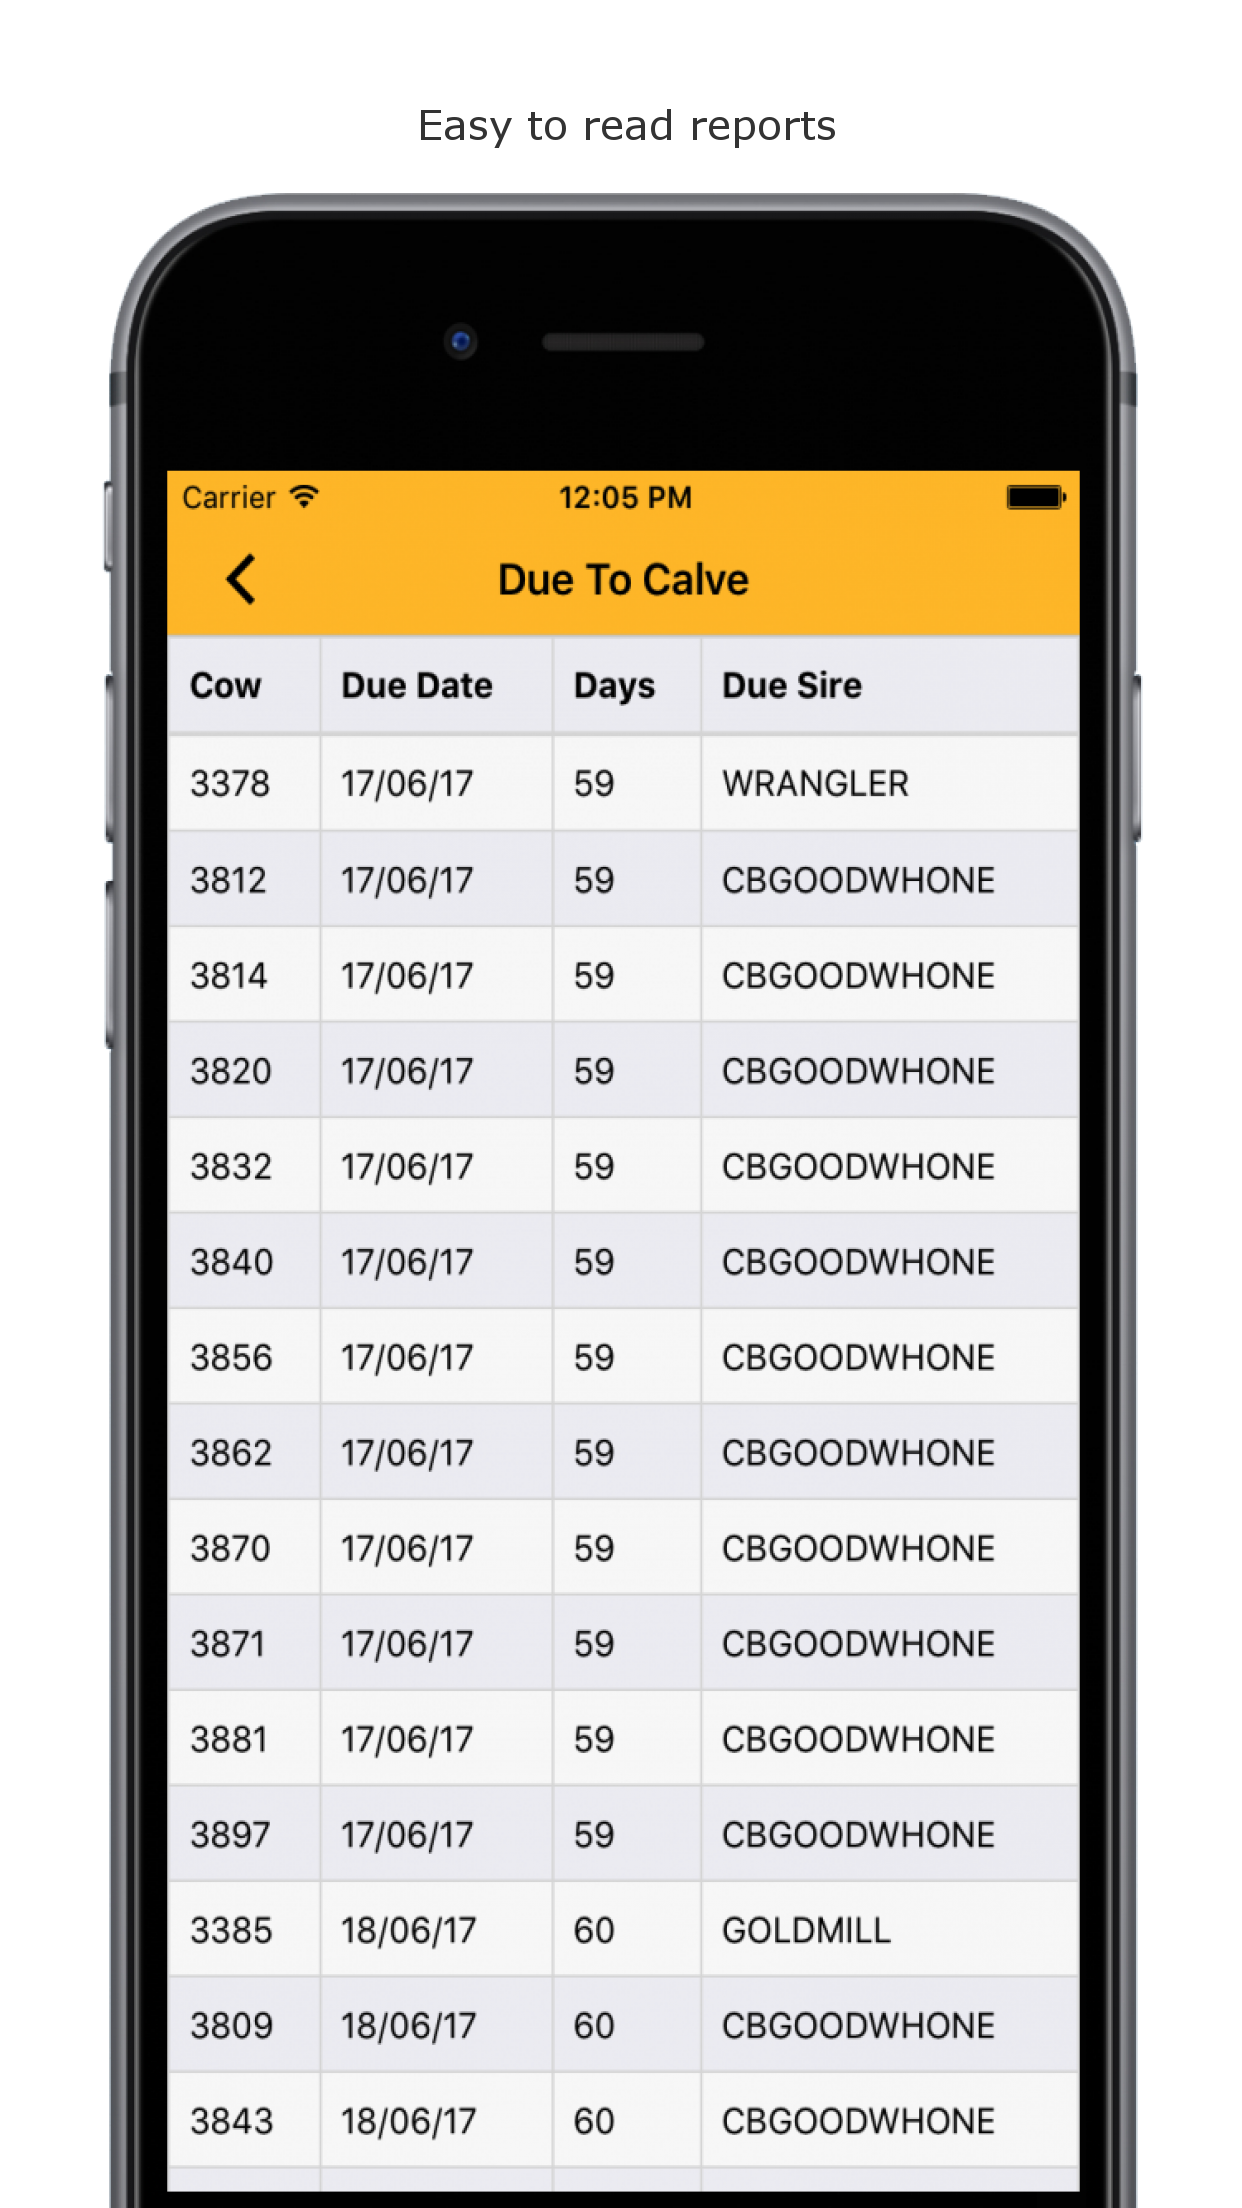 Easy to read reports
Carrier 12:05 PM
Due To Calve
Cow Due Date Days Due Sire
3378 17/06/17 59 WRANGLER
3812 17/06/17 59 CBGOODWHONE
3814 17/06/17 59 CBGOODWHONE
3820 17/06/17 59 CBGOODWHONE
3832 17/06/17 59 CBGOODWHONE
3840 17/06/17 59 CBGOODWHONE
3856 17/06/17 59 CBGOODWHONE
3862 17/06/17 59 CBGOODWHONE
3870 17/06/17 59 CBGOODWHONE
3871 17/06/17 59 CBGOODWHONE
3881 17/06/17 59 CBGOODWHONE
3897 17/06/17 59 CBGOODWHONE
3385 18/06/17 60 GOLDMILL
3809 18/06/17 60 CBGOODWHONE
3843 18/06/17 60 CBGOODWHONE